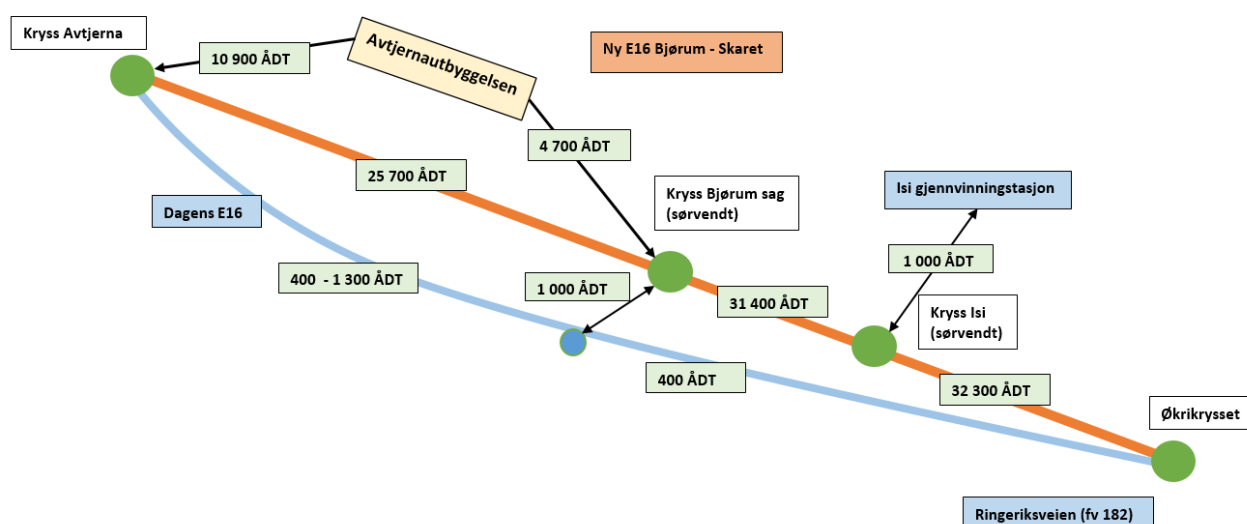 Kryss Avtjerna
10 900 ÅDT
Avtjernautbyggelsen
Ny E16 Bjørum - Skaret
4 700 ÅDT
25 700 ÅDT
Kryss Bjørum sag
(sørvendt)
Isi gjennvinningstasjon
Dagens E16
1 000 ÅDT
400 - 1 300 ÅDT
1 000 ÅDT
31 400 ÅDT
Kryss Isi
(sørvendt)
400 ÅDT
32 300 ÅDT
Økrikrysset
Ringeriksveien (fv 182)